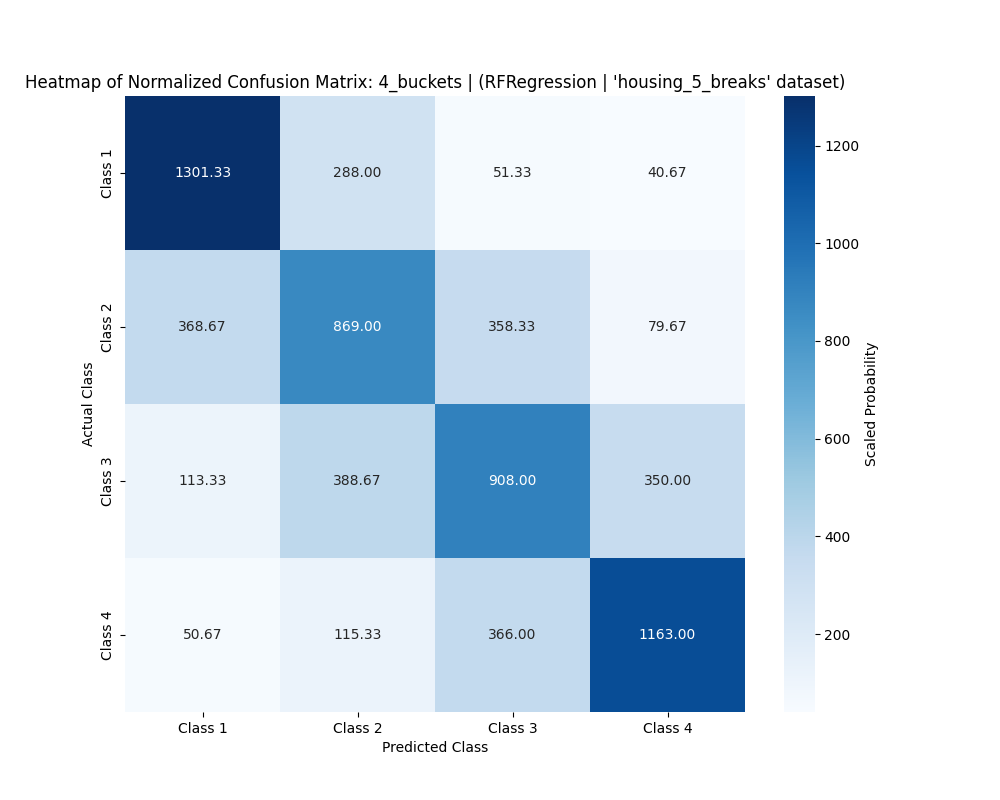 Heatmap of Normalized Confusion Matrix: 4_buckets | (RFRegression | 'housing_5_breaks' dataset)
Class 1
1301.33
288.00
51.33
40.67
Class 2
368.67
869.00
358.33
79.67
Class 3
113.33
388.67
908.00
350.00
Class 4
50.67
115.33
366.00
1163.00
Actual Class
Class 1
Class 2
Class 3
Class 4
Predicted Class
1200
1000
800
600
400
200
Scaled Probability